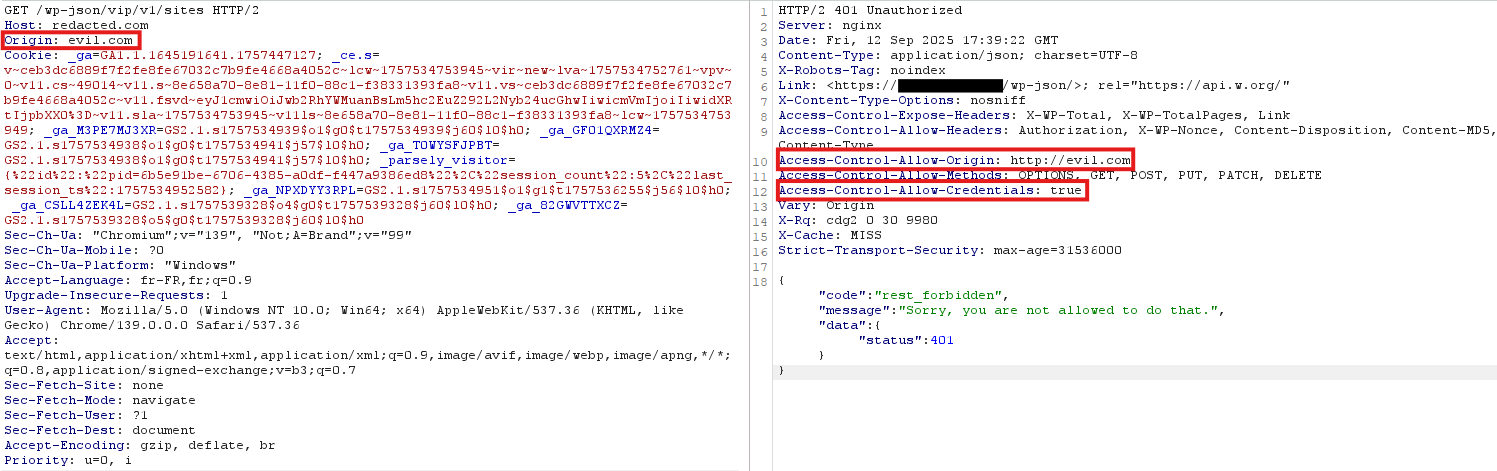 GET /wp-json/vip/v1/sites HTTP/2
Host: redacted.com
Origin: evil.com
Cookie: _ga=GA1.1.1645191641.1757447127; _ce.s=
v~ceb3dc6889f7f2fe8fe67032c7b9fe4668a4052c~lcw~1757534753945~vir~new~lva~1757534752761~vpv~
0~v11.cs~49014~v11.s~8e658a70-8e81-11f0-88c1-f38331393fa8~v11.vs~ceb3dc6889f7f2fe8fe67032c7
b9fe4668a4052c~v11.fsvd~eyJ1cmwiOiJwb2RhYWMuanBsLm5hc2EuZ292L2Nyb24ucGhwIiwicmVmIjoiIiwidXR
tIjpbXX0%3D~v11.sla~1757534753945~v11ls~8e658a70-8e81-11f0-88c1-f38331393fa8~lcw~1757534753
949; _ga_M3PE7MJ3XR=GS2.1.s1757534939$o1$g0$t1757534939$j60$l0$h0; _ga_GF01QXRMZ4=
GS2.1.s1757534938$o1$g0$t1757534941$j57$l0$h0; _ga_T0WYSFJPBT=
GS2.1.s1757534938$o1$g0$t1757534941$j57$l0$h0; _parsely_visitor=
{%22id%22:%22pid=6b5e91be-6706-4385-a0df-f447a9386ed8%22%2C%22session_count%22:5%2C%22last_
session_ts%22:1757534952582}; _ga_NPXDYY3RPL=GS2.1.s1757534951$o1$g1$t1757536255$j56$l0$h0;
_ga_CSLL4ZEK4L=GS2.1.s1757539328$o4$g0$t1757539328$j60$l0$h0; _ga_82GWVTTXCZ=
GS2.1.s1757539328$o5$g0$t1757539328$j60$l0$h0
Sec-Ch-Ua: "Chromium";v="139", "Not;A=Brand";v="99"
Sec-Ch-Ua-Mobile: ?0
Sec-Ch-Ua-Platform: "Windows"
Accept-Language: fr-FR,fr;q=0.9
Upgrade-Insecure-Requests: 1
User-Agent: Mozilla/5.0 (Windows NT 10.0; Win64; x64) AppleWebKit/537.36 (KHTML, like
Gecko) Chrome/139.0.0.0 Safari/537.36
Accept:
text/html,application/xhtml+xml,application/xml;q=0.9,image/avif,image/webp,image/apng,*/*;
q=0.8,application/signed-exchange;v=b3;q=0.7
Sec-Fetch-Site: none
Sec-Fetch-Mode: navigate
Sec-Fetch-User: ?1
Sec-Fetch-Dest: document
Accept-Encoding: gzip, deflate, br
Priority: u=0, i
1 HTTP/2 401 Unauthorized
2 Server: nginx
3 Date: Fri, 12 Sep 2025 17:39:22 GMT
4 Content-Type: application/json; charset=UTF-8
5 X-Robots-Tag: noindex
6 Link: <https:///wp-json/>; rel="https://api.w.org/"
7 X-Content-Type-Options: nosniff
8 Access-Control-Expose-Headers: X-WP-Total, X-WP-TotalPages, Link
9 Access-Control-Allow-Headers: Authorization, X-WP-Nonce, Content-Disposition, Content-MD5,
Content-Type
10 Access-Control-Allow-Origin: http://evil.com
11 Access-Control-Allow-Methods: OPTIONS, GET, POST, PUT, PATCH, DELETE
12 Access-Control-Allow-Credentials: true
13 Vary: Origin
14 X-Rq: cdg2 0 30 9980
15 X-Cache: MISS
16 Strict-Transport-Security: max-age=31536000
17
18 {
"code":"rest_forbidden",
"message":"Sorry, you are not allowed to do that.",
"data":{
"status":401
}
}